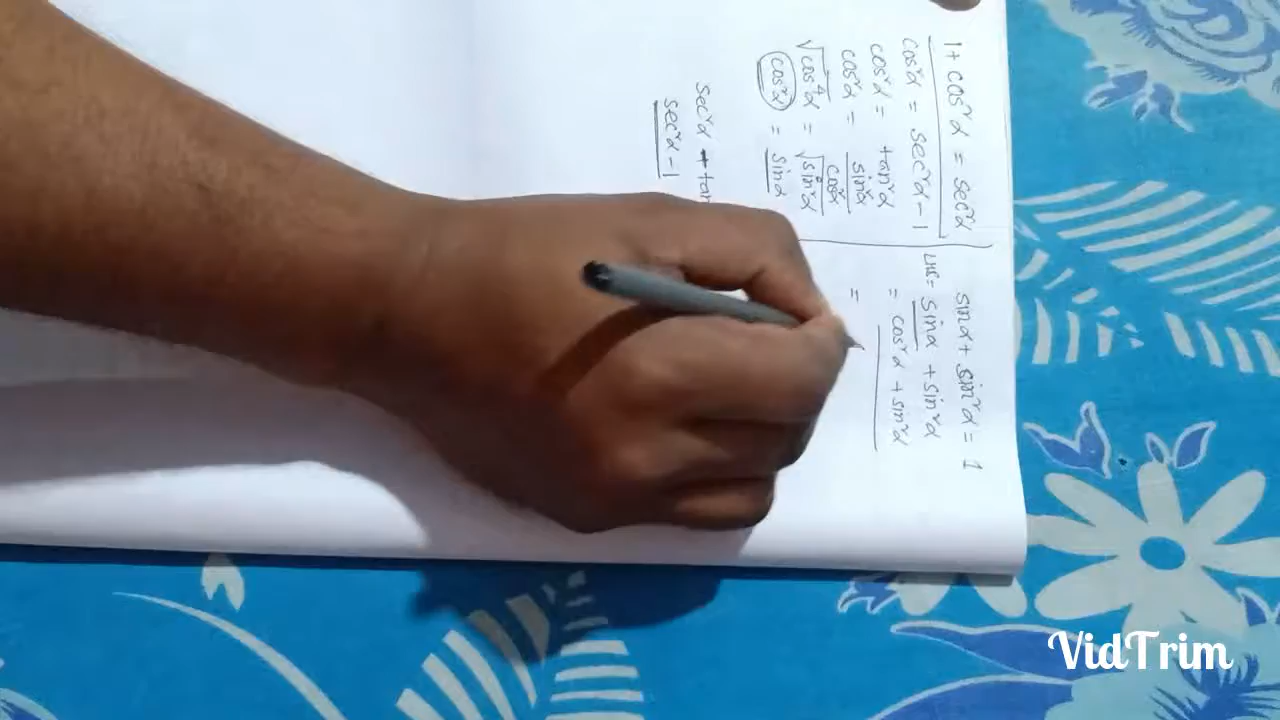 1 + cos²α = sec²α
cos²α = sec²α - 1
cos²α = tan²α
cos²α = sin²α / cos²α
√cos⁴α = √sin²α
cos²α = sinα
sec²α + tan
sec²α - 1
sinα + sin²α = 1
LHS = sinα + sin²α
= cos²α + sin²α
=
VidTrim